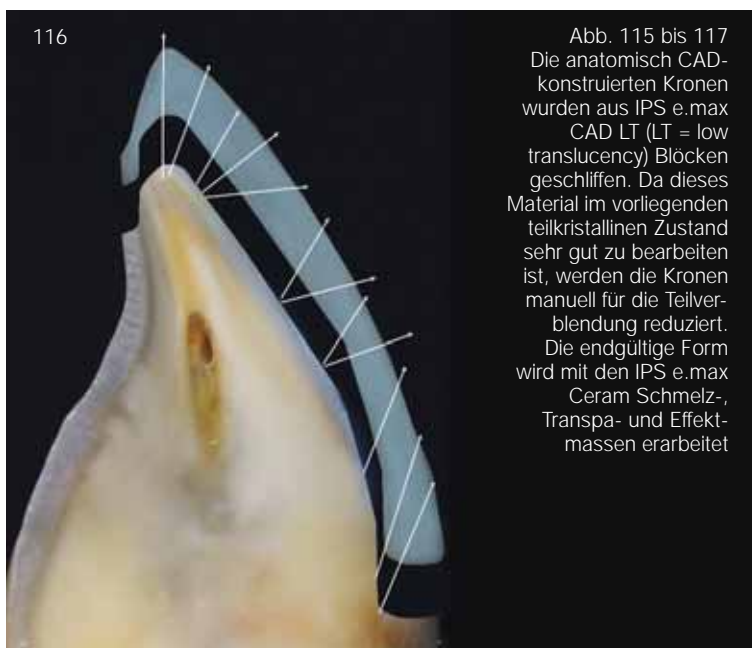 116
Abb. 115 bis 117
Die anatomisch CAD-
konstruierten Kronen
wurden aus IPS e.max
CAD LT (LT = low
translucency) Blöcken
geschliffen. Da dieses
Material im vorliegenden
teilkristallinen Zustand
sehr gut zu bearbeiten
ist, werden die Kronen
manuell für die Teilver-
blendung reduziert.
Die endgültige Form
wird mit den IPS e.max
Ceram Schmelz-,
Transpa- und Effekt-
massen erarbeitet